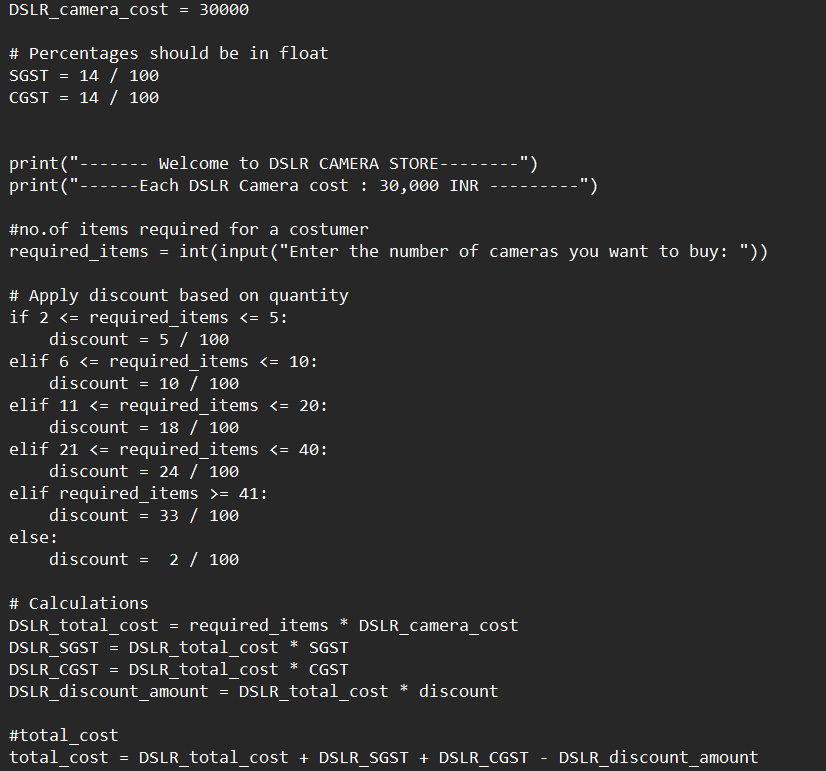 DSLR_camera_cost = 30000
# Percentages should be in float
SGST = 14 / 100
CGST = 14 / 100
print("------- Welcome to DSLR CAMERA STORE--------")
print("------Each DSLR Camera cost : 30,000 INR ---------")
#no.of items required for a costumer
required_items = int(input("Enter the number of cameras you want to buy: "))
# Apply discount based on quantity
if 2 <= required_items <= 5:
    discount = 5 / 100
elif 6 <= required_items <= 10:
    discount = 10 / 100
elif 11 <= required_items <= 20:
    discount = 18 / 100
elif 21 <= required_items <= 40:
    discount = 24 / 100
elif required_items >= 41:
    discount = 33 / 100
else:
    discount =  2 / 100
# Calculations
DSLR_total_cost = required_items * DSLR_camera_cost
DSLR_SGST = DSLR_total_cost * SGST
DSLR_CGST = DSLR_total_cost * CGST
DSLR_discount_amount = DSLR_total_cost * discount
#total_cost
total_cost = DSLR_total_cost + DSLR_SGST + DSLR_CGST - DSLR_discount_amount